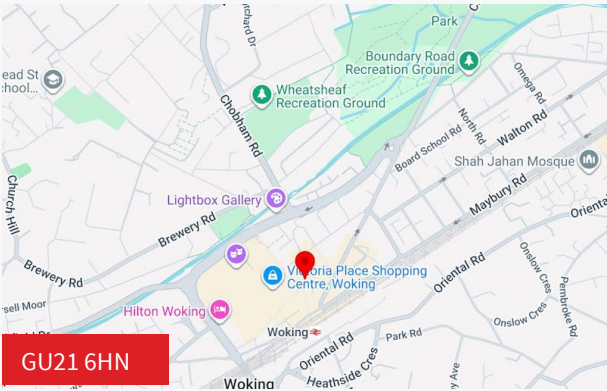 Park
Boundary Road
Recreation Ground
Wheatsheaf
Recreation Ground
Chobham Rd
Omega Rd
North Rd
Walton Rd
Board School Rd
Shah Jahan Mosque
Maybury Rd
Church Hill
Lightbox Gallery
Brewery Rd
Victoria Place Shopping
Centre, Woking
Oriental Rd
Onslow Cres
Pembroke Rd
Brewery Rd
Hilton Woking
Woking
Park Rd
Onslow Cres
Oriental Rd
Heathside Cres
Woking
GU21 6HN